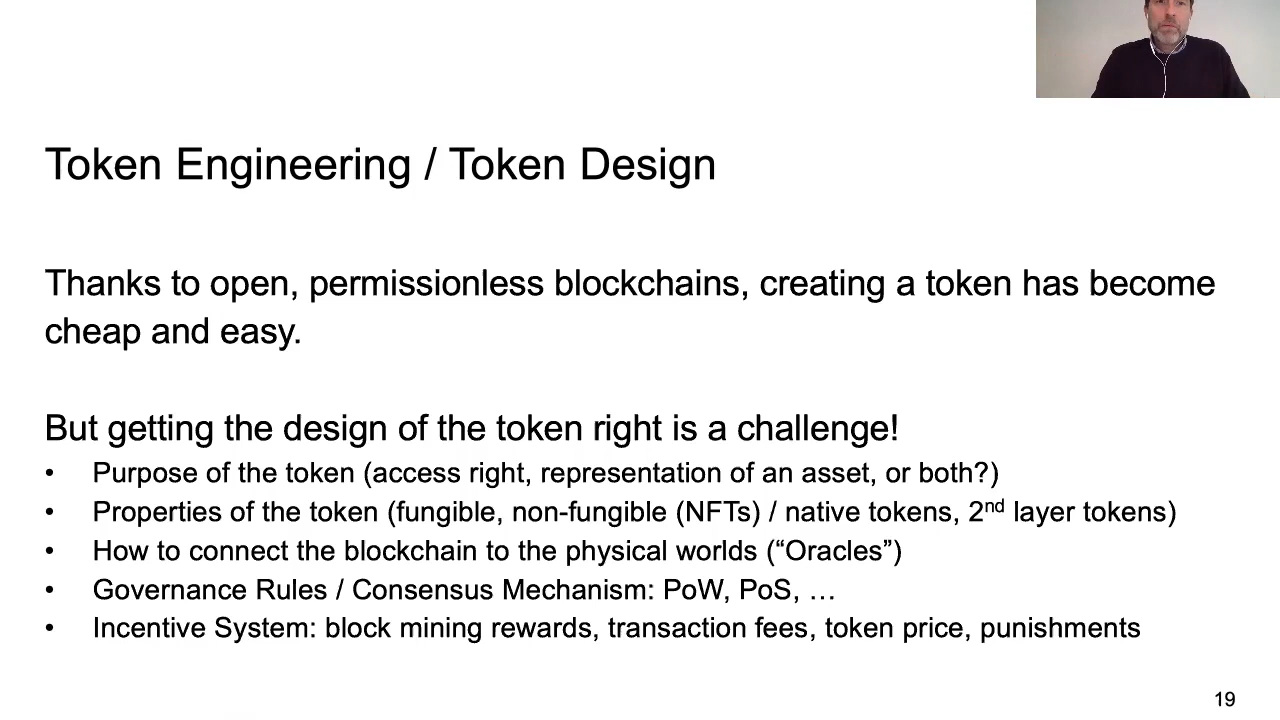 Token Engineering / Token Design
Thanks to open, permissionless blockchains, creating a token has become
cheap and easy.
But getting the design of the token right is a challenge!
• Purpose of the token (access right, representation of an asset, or both?)
• Properties of the token (fungible, non-fungible (NFTs) / native tokens, 2nd layer tokens)
• How to connect the blockchain to the physical worlds (“Oracles”)
• Governance Rules / Consensus Mechanism: PoW, PoS, …
• Incentive System: block mining rewards, transaction fees, token price, punishments
19